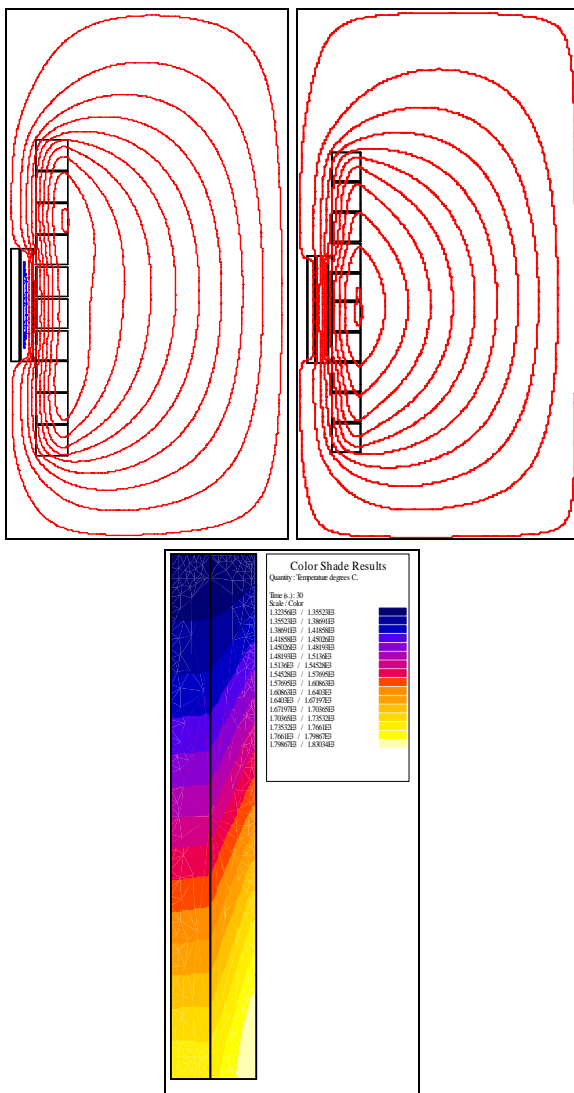 Color Shade Results
Quantity : Temperature degrees C.
Time (s.) : 30
Scale / Color
1.32356E3 / 1.35523E3
1.35523E3 / 1.38691E3
1.38691E3 / 1.41858E3
1.41858E3 / 1.45026E3
1.45026E3 / 1.48193E3
1.48193E3 / 1.5136E3
1.5136E3 / 1.54528E3
1.54528E3 / 1.57695E3
1.57695E3 / 1.60863E3
1.60863E3 / 1.6403E3
1.6403E3 / 1.67197E3
1.67197E3 / 1.70365E3
1.70365E3 / 1.73532E3
1.73532E3 / 1.7661E3
1.7661E3 / 1.79867E3
1.79867E3 / 1.83034E3